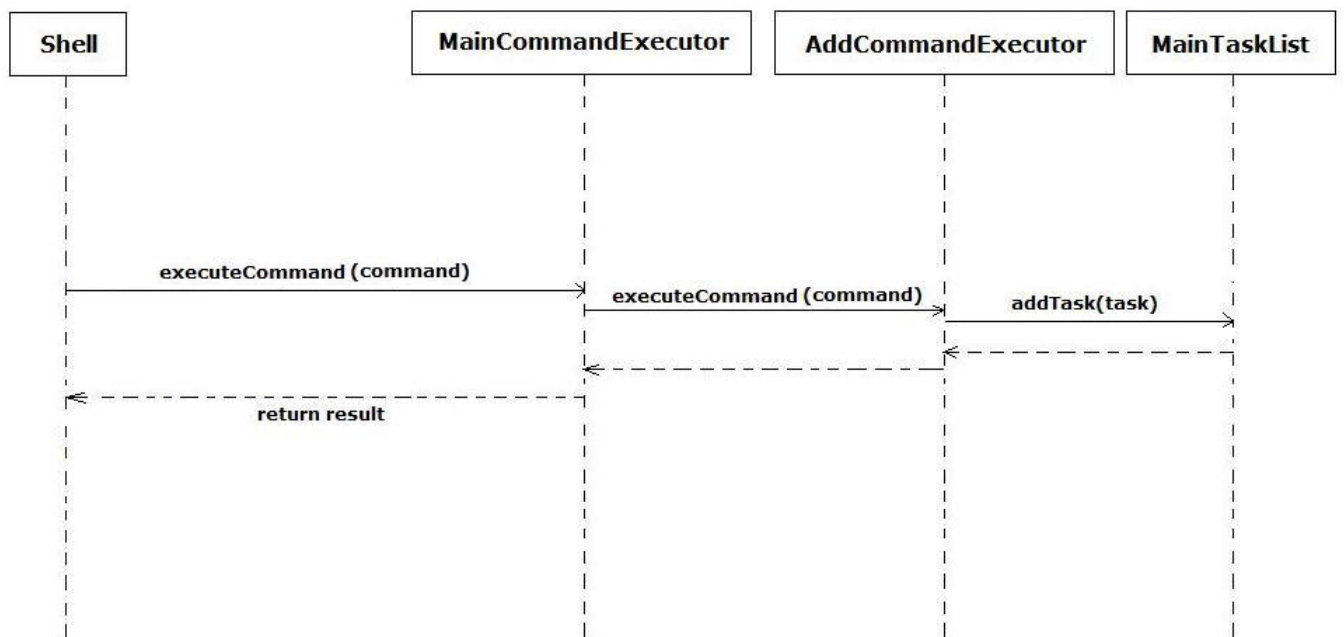 Shell
MainCommandExecutor
AddCommandExecutor
MainTaskList
executeCommand (command)
executeCommand (command)
addTask(task)
return result